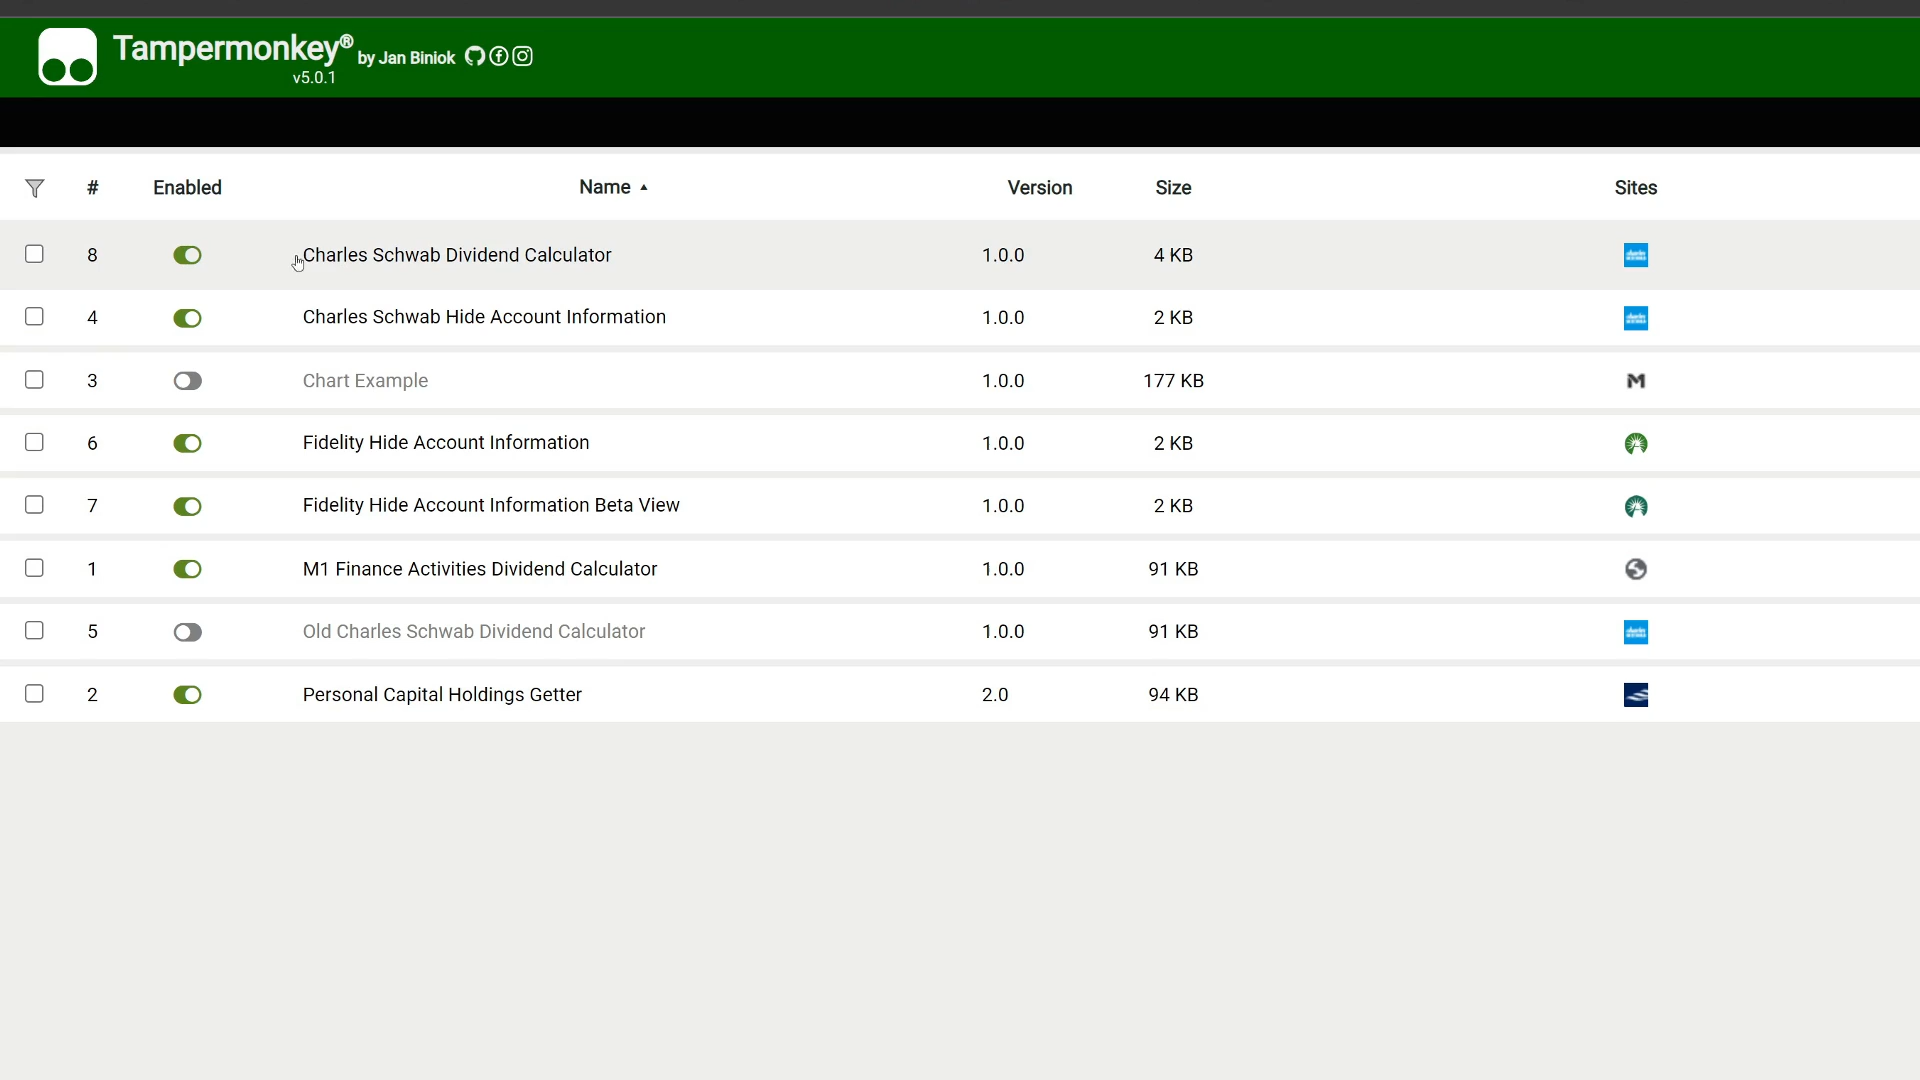 Tampermonkey® by Jan Biniok
v5.0.1
# Enabled Name ▲ Version Size Sites
8 Charles Schwab Dividend Calculator 1.0.0 4 KB
4 Charles Schwab Hide Account Information 1.0.0 2 KB
3 Chart Example 1.0.0 177 KB
6 Fidelity Hide Account Information 1.0.0 2 KB
7 Fidelity Hide Account Information Beta View 1.0.0 2 KB
1 M1 Finance Activities Dividend Calculator 1.0.0 91 KB
5 Old Charles Schwab Dividend Calculator 1.0.0 91 KB
2 Personal Capital Holdings Getter 2.0 94 KB